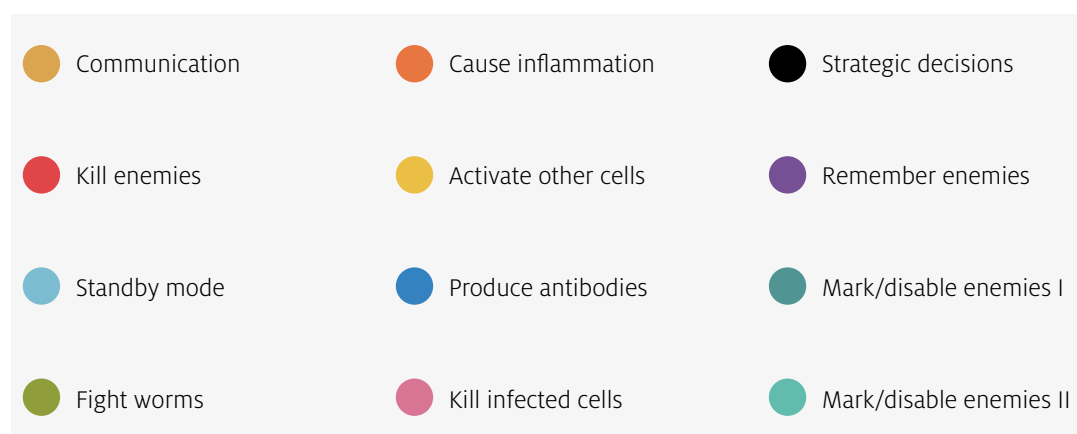 Communication
Cause inflammation
Strategic decisions
Kill enemies
Activate other cells
Remember enemies
Standby mode
Produce antibodies
Mark/disable enemies I
Fight worms
Kill infected cells
Mark/disable enemies II